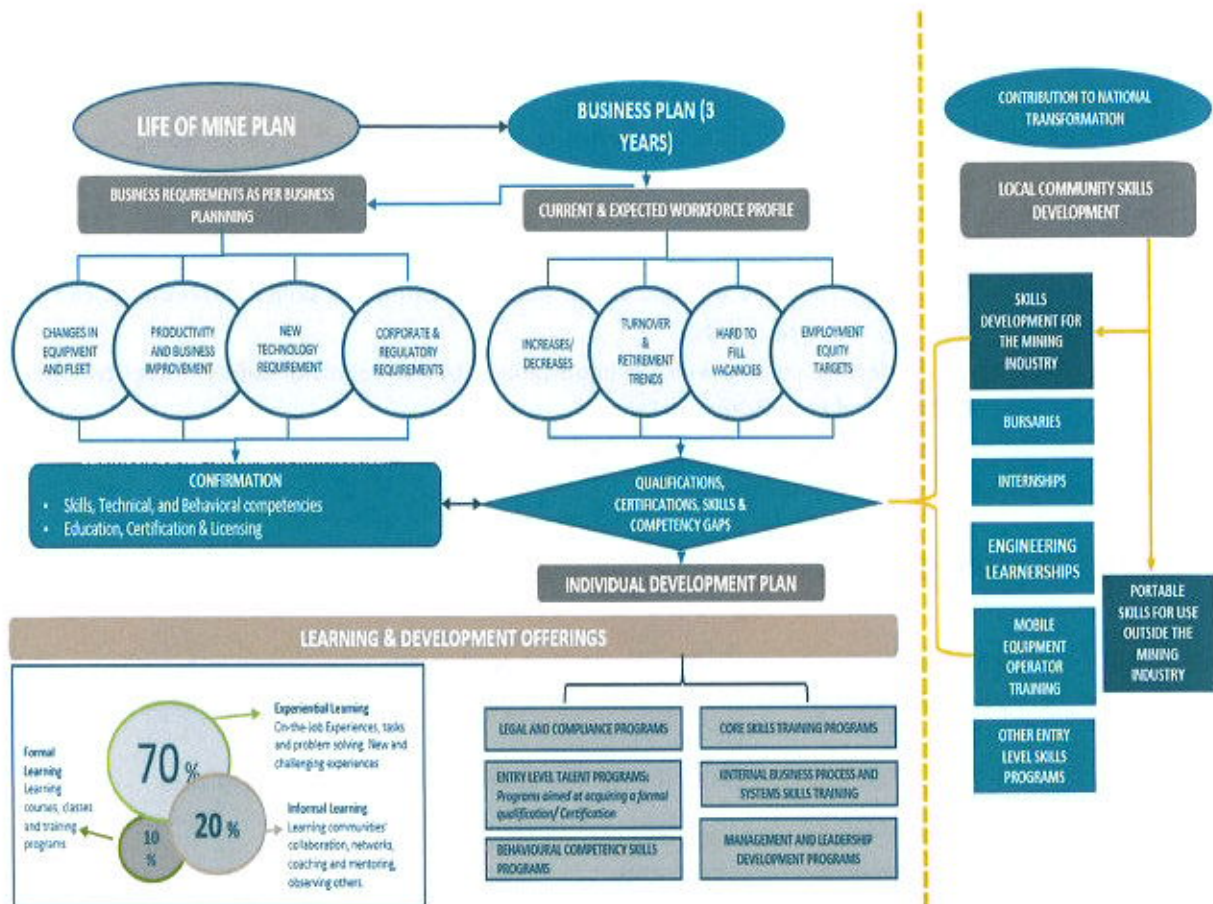 LIFE OF MINE PLAN
BUSINESS PLAN (3
YEARS)
BUSINESS REQUIREMENTS AS PER BUSINESS
PLANNNING
CURRENT & EXPECTED WORKFORCE PROFILE
CHANGES IN
EQUIPMENT
AND FLEET
PRODUCTIVITY
AND BUSINESS
IMPROVEMENT
NEW
TECHNOLOGY
REQUIREMENT
CORPORATE &
REGULATORY
REQUIREMENTS
INCREASES/
DECREASES
TURNOVER
&
RETIREMENT
TRENDS
HARD TO
FILL
VACANCIES
EMPLOYMENT
EQUITY
TARGETS
CONFIRMATION
• Skills, Technical, and Behavioral competencies
• Education, Certification & Licensing
QUALIFICATIONS,
CERTIFICATIONS, SKILLS &
COMPETENCY GAPS
INDIVIDUAL DEVELOPMENT PLAN
LEARNING & DEVELOPMENT OFFERINGS
70%
20%
10
%
Experiential Learning
On-the-Job Experiences, tasks
and problem solving. New and
challenging experiences
Formal
Learning
Learning
courses, classes
and training
programs
Informal Learning.
Learning communities'
collaboration, networks,
coaching and mentoring,
observing others.
LEGAL AND COMPLIANCE PROGRAMS
ENTRY LEVEL TALENT PROGRAMS;
Programs aimed at acquiring a formal
qualification/ Certification
BEHAVIOURAL COMPETENCY SKILLS
PROGRAMS
CORE SKILLS TRAINING PROGRAMS
IINTERNAL BUSINESS PROCESS AND
SYSTEMS SKILLS TRAINING
MANAGEMENT AND LEADERSHIP
DEVELOPMENT PROGRAMS
CONTRIBUTION TO NATIONAL
TRANSFORMATION
LOCAL COMMUNITY SKILLS
DEVELOPMENT
SKILLS
DEVELOPMENT FOR
THE MINING
INDUSTRY
BURSARIES
INTERNSHIPS
ENGINEERING
LEARNERSHIPS
MOBILE
EQUIPMENT
OPERATOR
TRAINING
OTHER ENTRY
LEVEL SKILLS
PROGRAMS
PORTABLE
SKILLS FOR USE
OUTSIDE THE
MINING
INDUSTRY